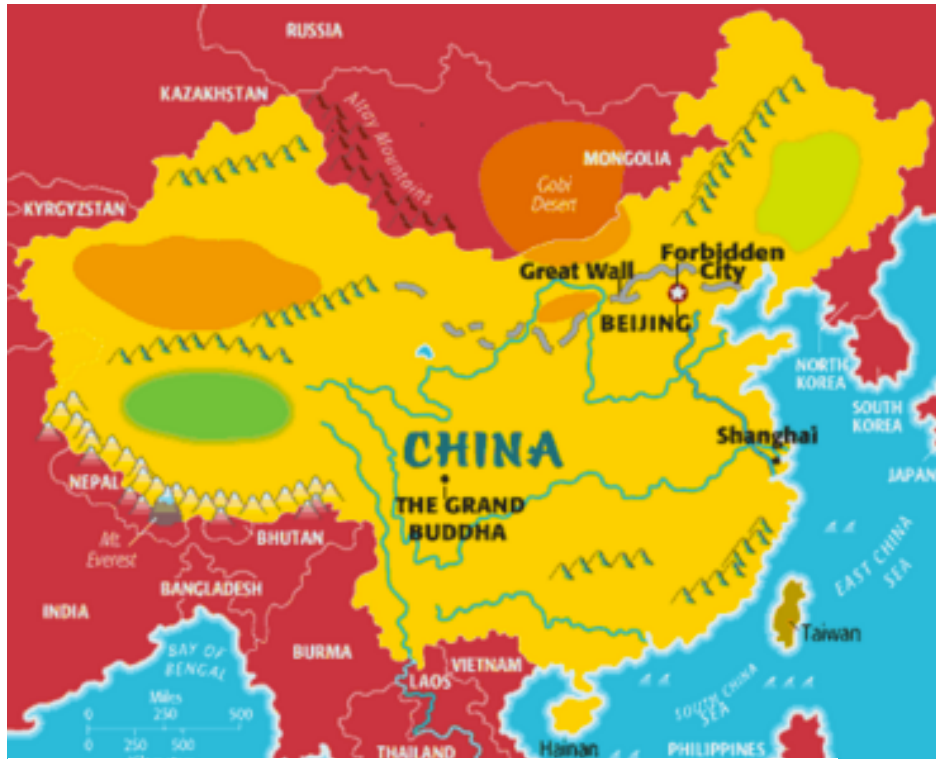 RUSSIA
KAZAKHSTAN
Altay Mountains
MONGOLIA
Gobi
Desert
KYRGYZSTAN
Forbidden
City
Great Wall
BEIJING
NORTH
KOREA
SOUTH
KOREA
CHINA
Shanghai
JAPAN
NEPAL
THE GRAND
BUDDHA
Mt.
Everest
BHUTAN
EAST CHINA
SEA
BANGLADESH
INDIA
Taiwan
BURMA
BAY OF
BENGAL
VIETNAM
LAOS
Miles
0 250 500
SOUTH CHINA
SEA
0 250 500
Hainan
PHILIPPINES
THAILAND